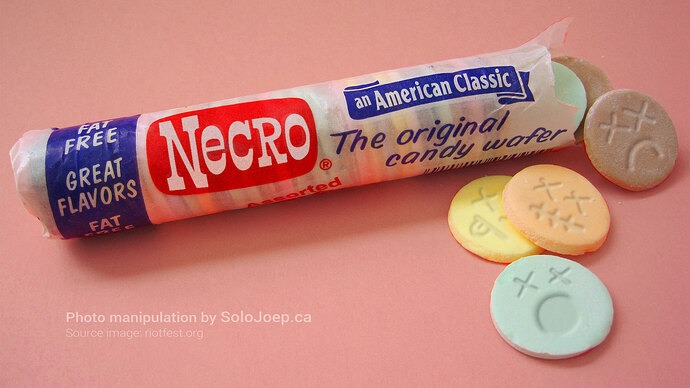 FAT
FREE
GREAT
FLAVORS
FAT
FREE
NECRO
®
Assorted
an American Classic
The original
candy wafer
Photo manipulation by SoloJoep.ca
Source image: riotfest.org